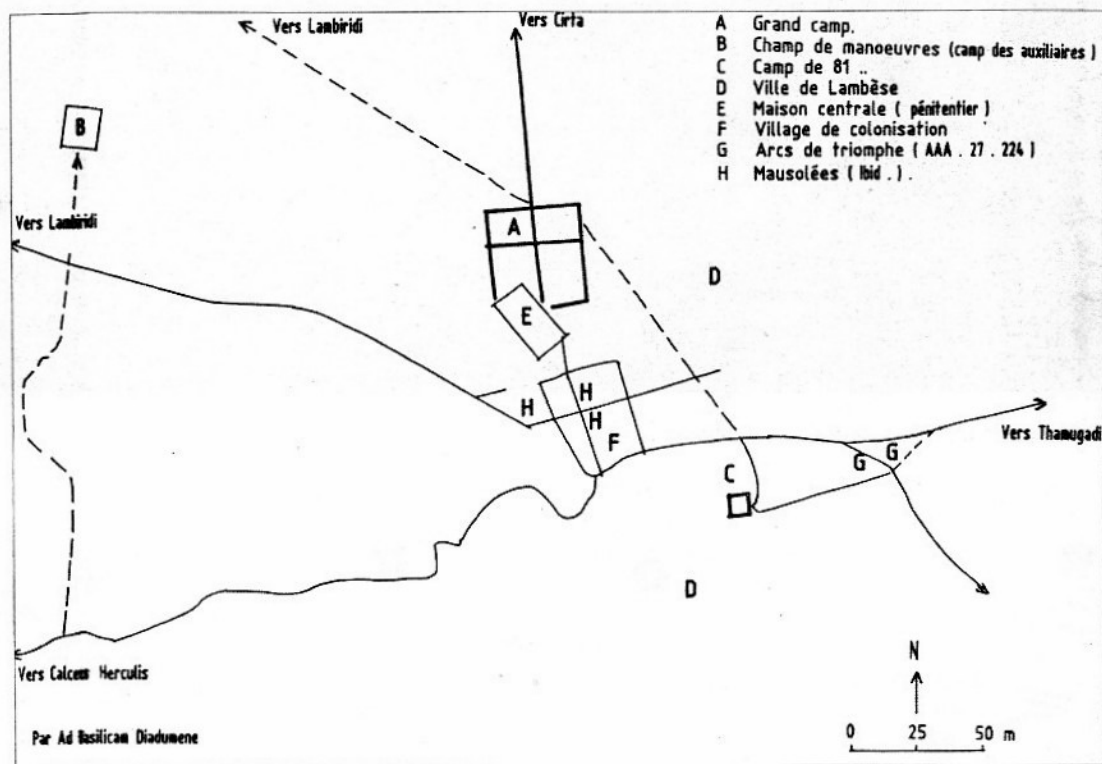 Vers Lambiridi
Vers Cirta
A Grand camp.
B Champ de manoeuvres (camp des auxiliaires)
C Camp de 81 ..
D Ville de Lambèse
E Maison centrale ( pénitentier )
F Village de colonisation
G Arcs de triomphe ( AAA . 27 . 224 )
H Mausolées ( Ibid . ) .
B
Vers Lambiridi
A
D
E
H
H
H
F
Vers Thamugadi
G
G
C
D
Vers Calceus Herculis
N
Par Ad Basilicam Diadumene
0 25 50 m